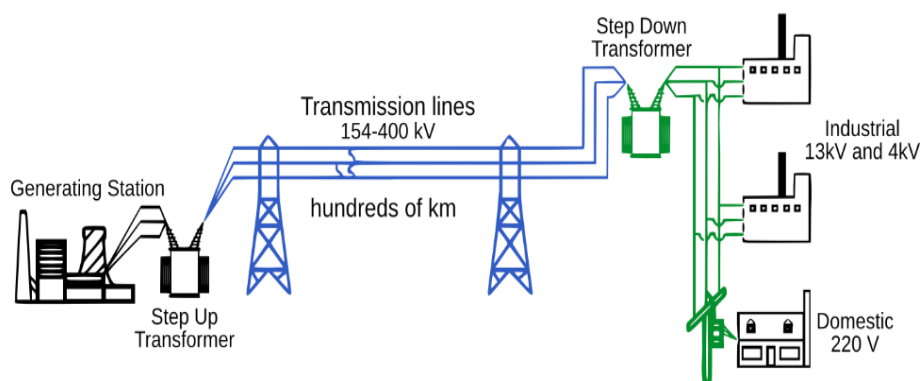 Step Down
Transformer
Transmission lines
154-400 kV
Industrial
13kV and 4kV
Generating Station
hundreds of km
Step Up
Transformer
Domestic
220 V